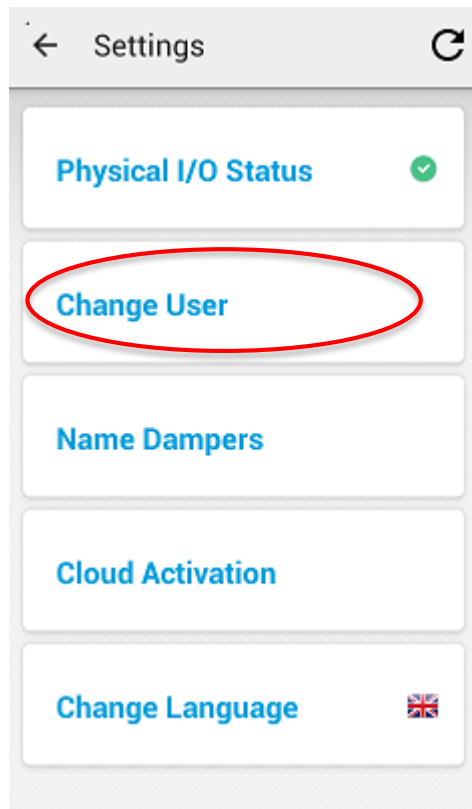 Settings
Physical I/O Status
Change User
Name Dampers
Cloud Activation
Change Language